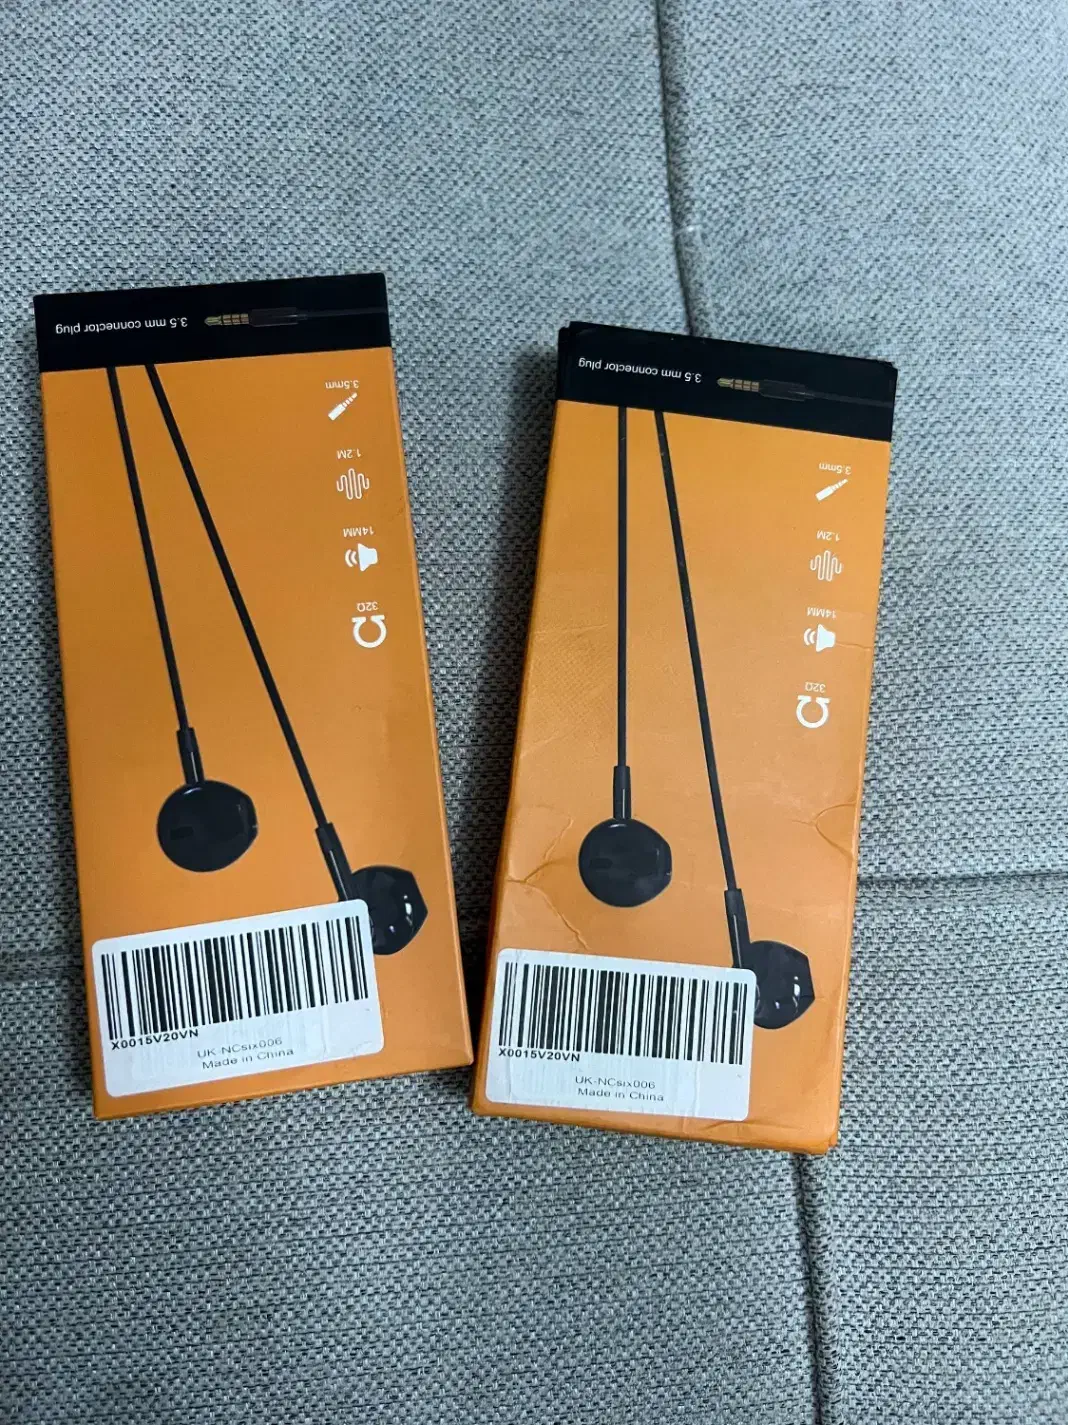 3.5 mm connector plug
3.5mm
1.2M
14MM
32Ω
X0015V20VN
UK-NCsix006
Made in China
3.5 mm connector plug
3.5mm
1.2M
14MM
32Ω
X0015V20VN
UK-NCsix006
Made in China